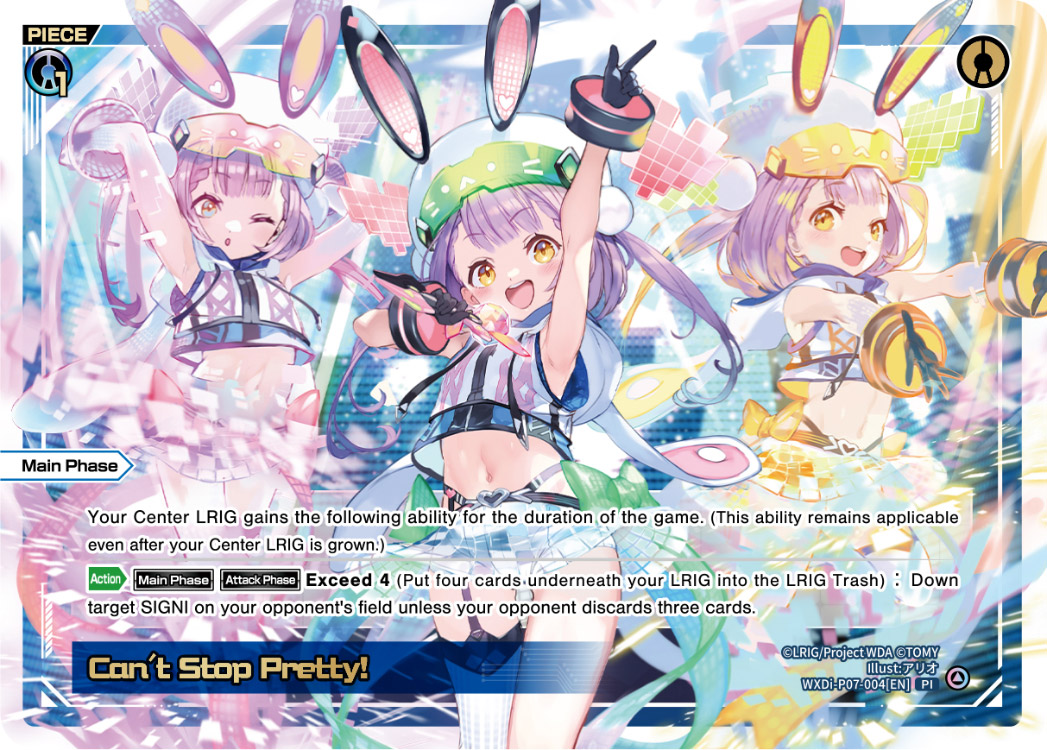 PIECE
1
Main Phase
Your Center LRIG gains the following ability for the duration of the game. (This ability remains applicable
even after your Center LRIG is grown.)
Action Main Phase Attack Phase Exceed 4 (Put four cards underneath your LRIG into the LRIG Trash) : Down
target SIGNI on your opponent's field unless your opponent discards three cards.
Can't Stop Pretty!
©LRIG/ProjectWDA ©TOMY
Illust:アリオ
WXDi-P07-004[EN] PI